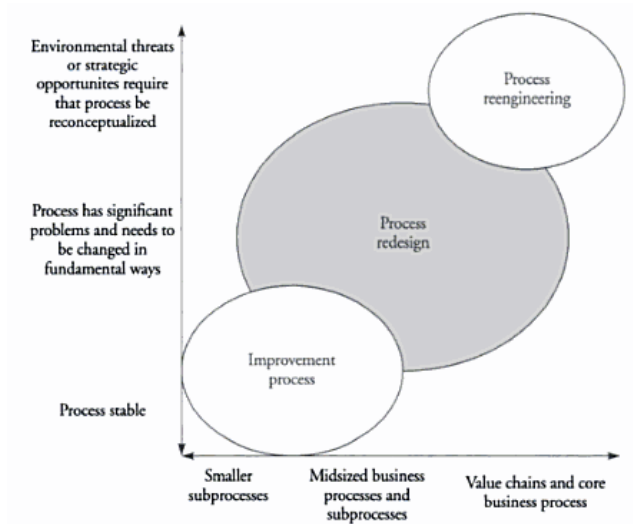 Environmental threats
or strategic
opportunites require
that process be
reconceptualized
Process
reengineering
Process has significant
problems and needs to
be changed in
fundamental ways
Process
redesign
Improvement
process
Process stable
Smaller
subprocesses
Midsized business
processes and
subprocesses
Value chains and core
business process